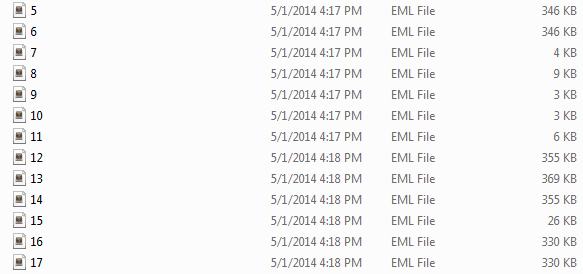 5 5/1/2014 4:17 PM EML File 346 KB
6 5/1/2014 4:17 PM EML File 346 KB
7 5/1/2014 4:17 PM EML File 4 KB
8 5/1/2014 4:17 PM EML File 9 KB
9 5/1/2014 4:17 PM EML File 3 KB
10 5/1/2014 4:17 PM EML File 3 KB
11 5/1/2014 4:17 PM EML File 6 KB
12 5/1/2014 4:18 PM EML File 355 KB
13 5/1/2014 4:18 PM EML File 369 KB
14 5/1/2014 4:18 PM EML File 355 KB
15 5/1/2014 4:18 PM EML File 26 KB
16 5/1/2014 4:18 PM EML File 330 KB
17 5/1/2014 4:18 PM EML File 330 KB